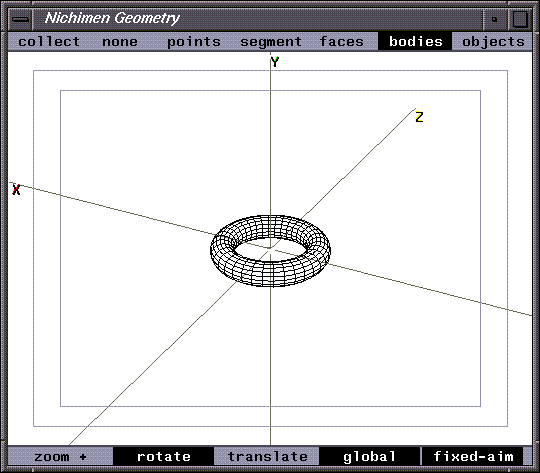 Nichimen Geometry
collect none points segment faces bodies objects
Y
Z
X
zoom + rotate translate global fixed-aim